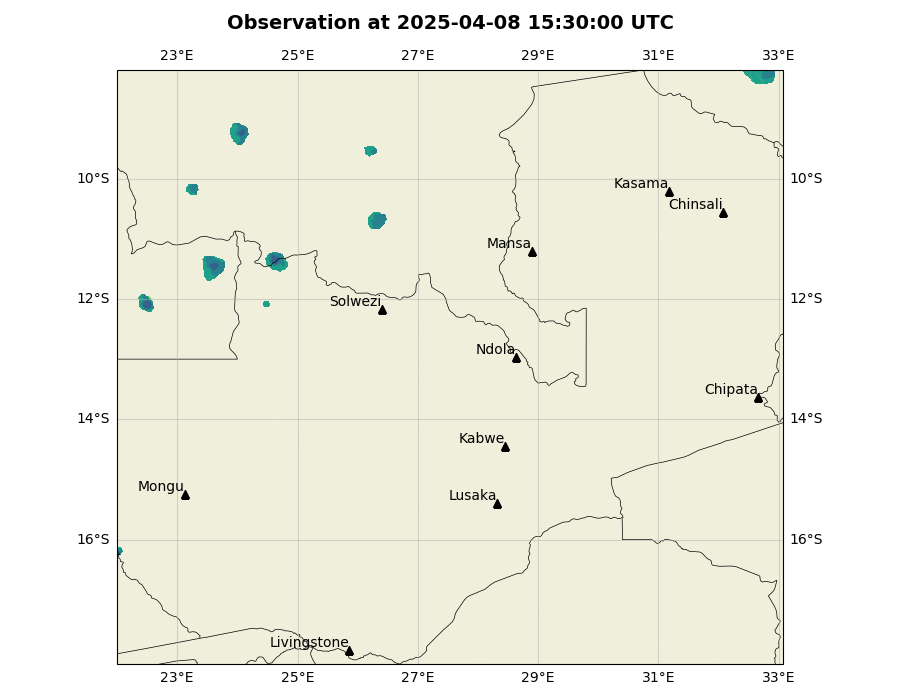 Observation at 2025-04-08 15:30:00 UTC
23°E 25°E 27°E 29°E 31°E 33°E
10°S 10°S
Kasama
Chinsali
Mansa
12°S 12°S
Solwezi
Ndola
Chipata
14°S 14°S
Kabwe
Mongu
Lusaka
16°S 16°S
Livingstone
23°E 25°E 27°E 29°E 31°E 33°E